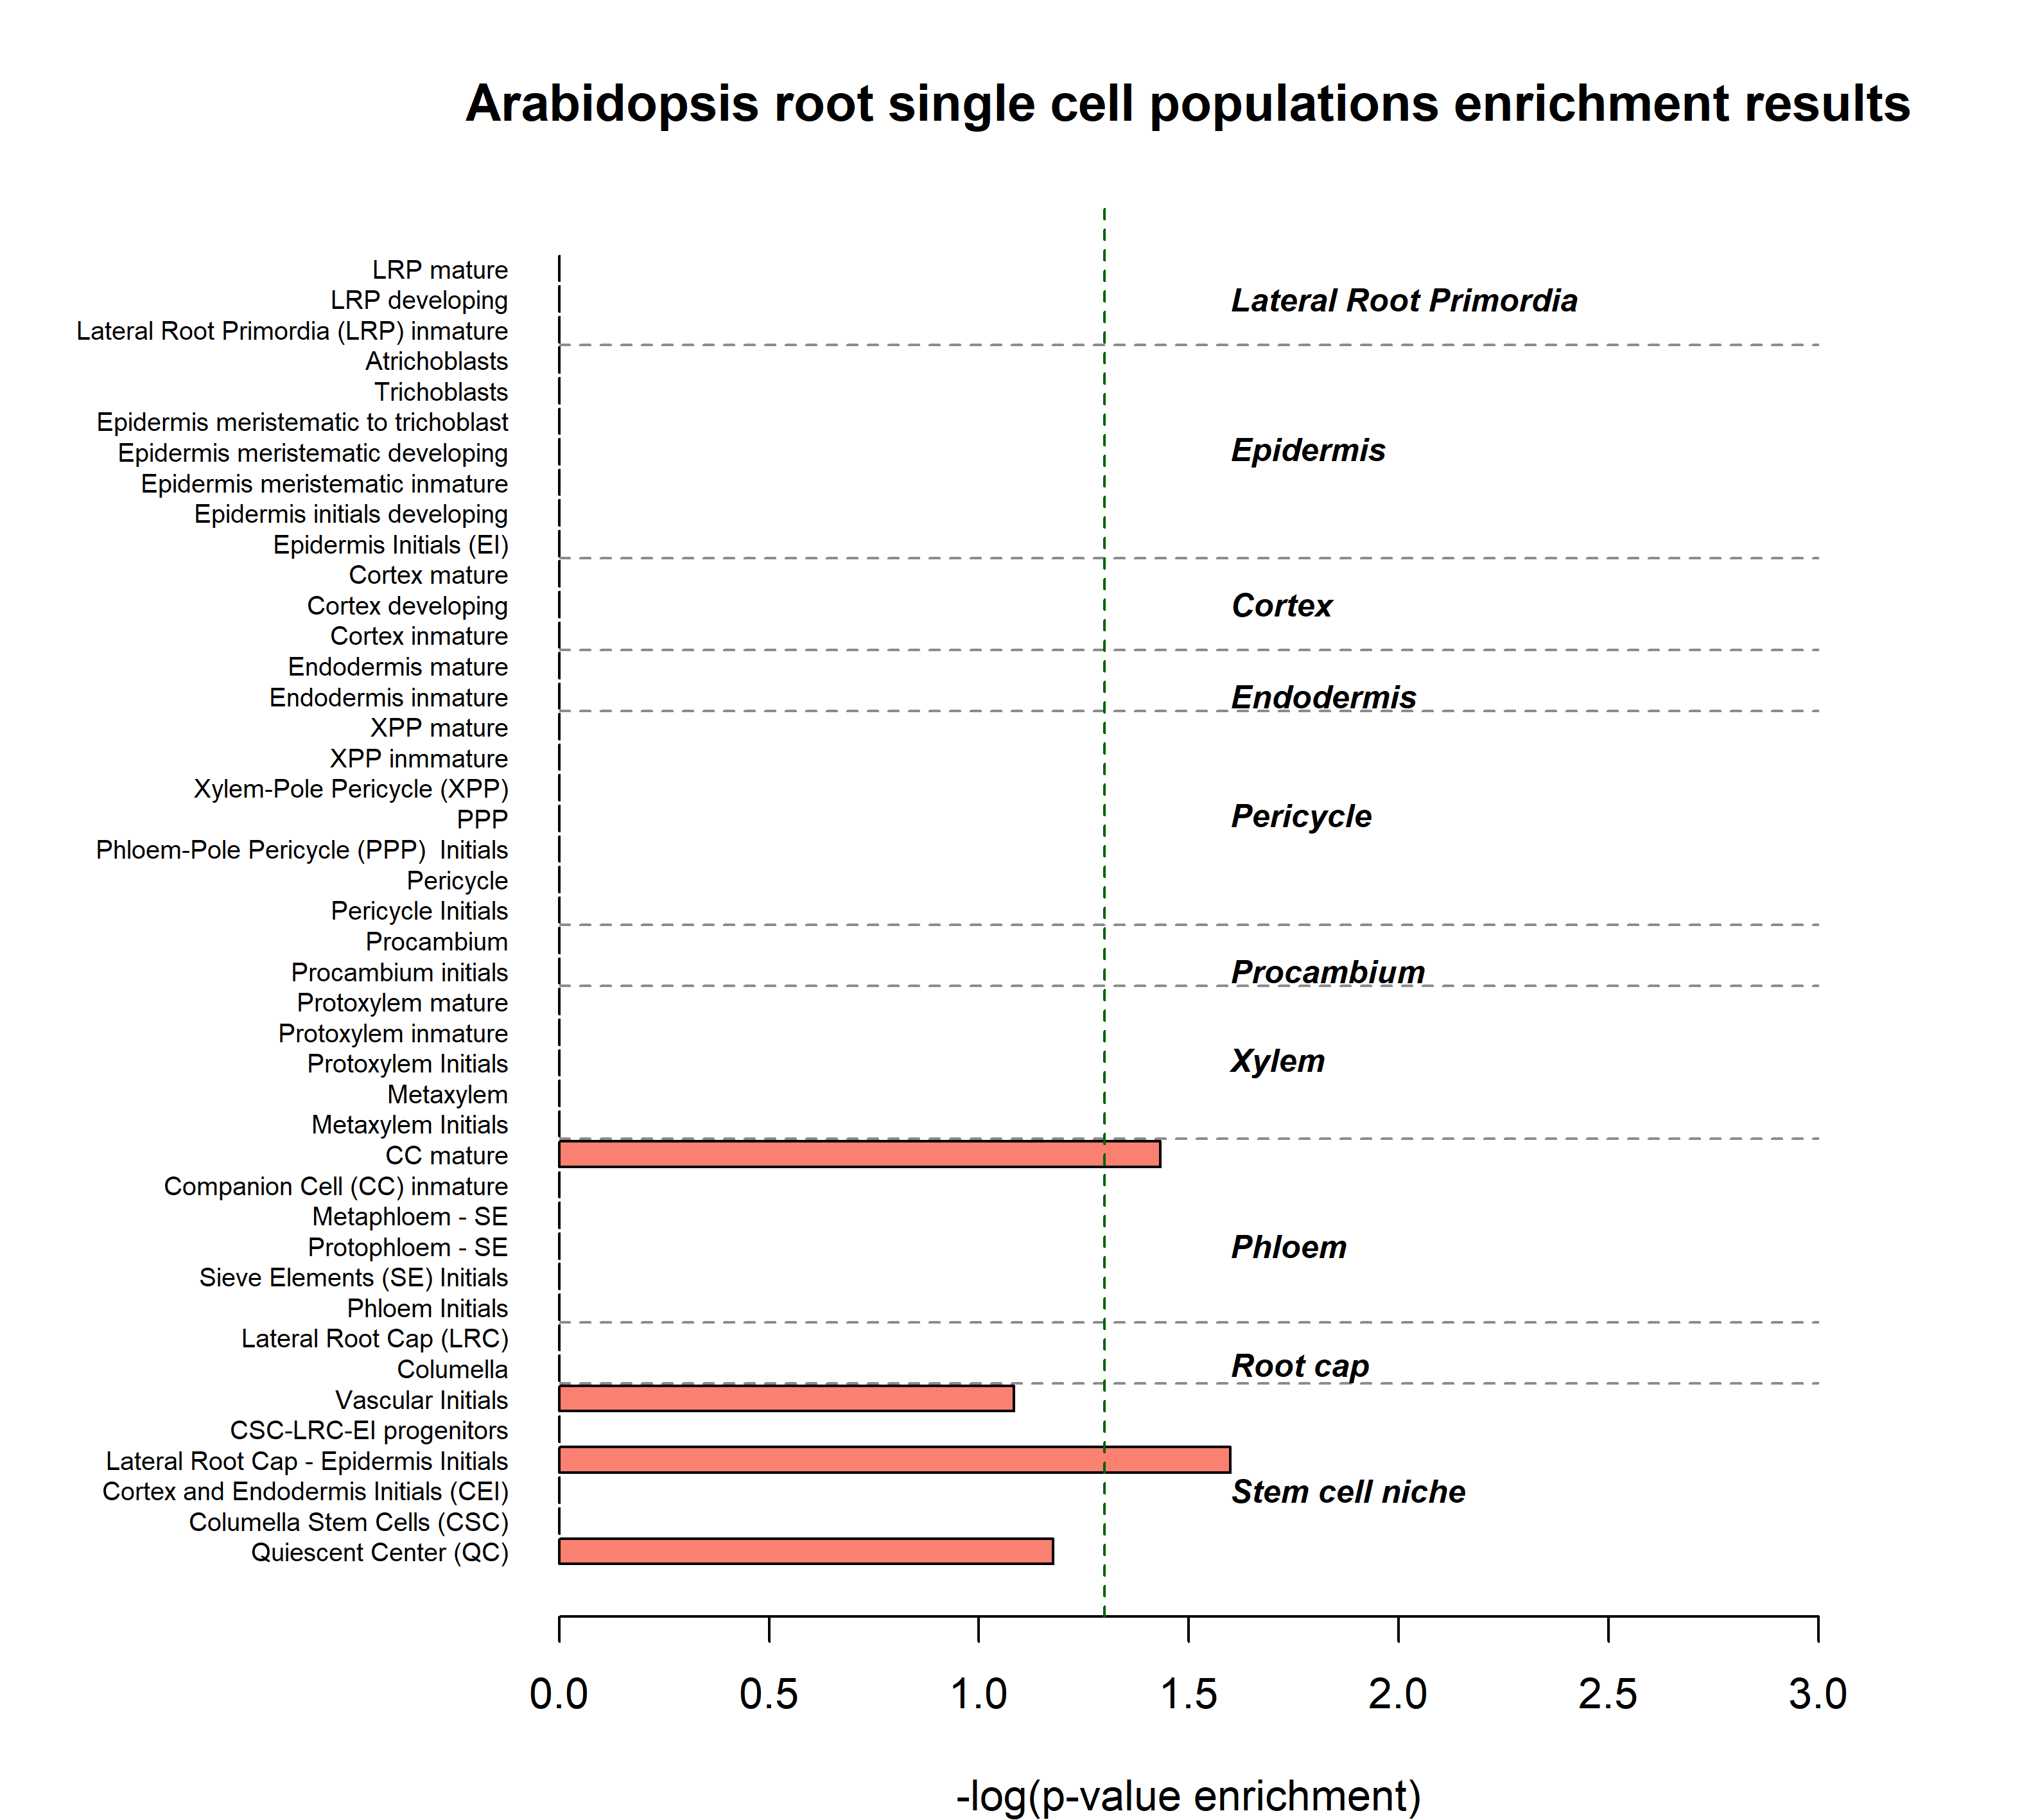 Arabidopsis root single cell populations enrichment results
LRP mature
LRP developing
Lateral Root Primordia
Lateral Root Primordia (LRP) inmature
Atrichoblasts
Trichoblasts
Epidermis meristematic to trichoblast
Epidermis meristematic developing
Epidermis
Epidermis meristematic inmature
Epidermis initials developing
Epidermis Initials (EI)
Cortex mature
Cortex developing
Cortex
Cortex inmature
Endodermis mature
Endodermis inmature
Endodermis
XPP mature
XPP inmmature
Xylem-Pole Pericycle (XPP)
PPP
Pericycle
Phloem-Pole Pericycle (PPP)  Initials
Pericycle
Pericycle Initials
Procambium
Procambium initials
Procambium
Protoxylem mature
Protoxylem inmature
Protoxylem Initials
Xylem
Metaxylem
Metaxylem Initials
CC mature
Companion Cell (CC) inmature
Metaphloem - SE
Protophloem - SE
Phloem
Sieve Elements (SE) Initials
Phloem Initials
Lateral Root Cap (LRC)
Columella
Root cap
Vascular Initials
CSC-LRC-EI progenitors
Lateral Root Cap - Epidermis Initials
Cortex and Endodermis Initials (CEI)
Stem cell niche
Columella Stem Cells (CSC)
Quiescent Center (QC)
0.0 0.5 1.0 1.5 2.0 2.5 3.0
-log(p-value enrichment)